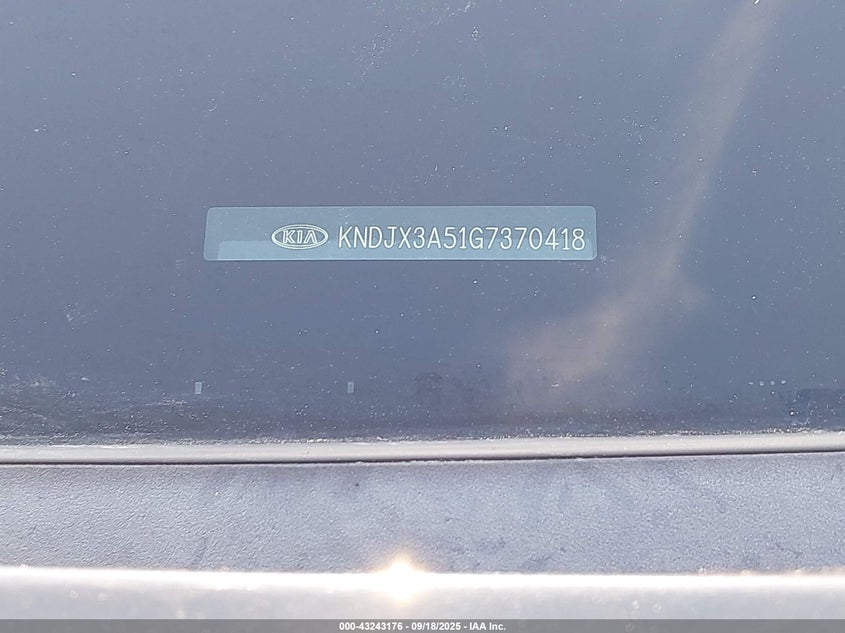 KIA KNDJX3A51G7370418
000-43243176 - 09/18/2025 - IAA Inc.